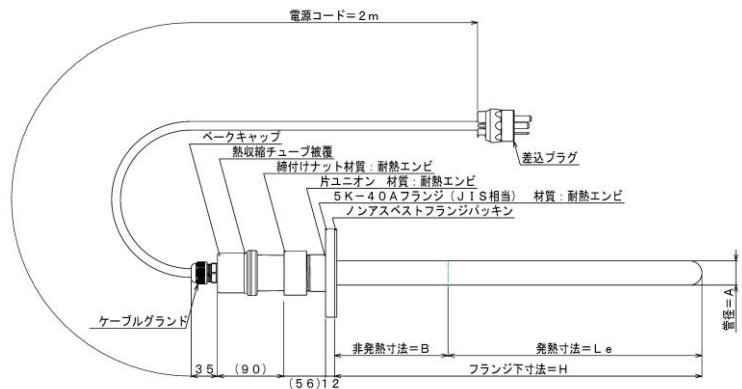 電源コード=2m
ベークキャップ
熱収縮チューブ被覆
締付けナット材質:耐熱エンビ
片ユニオン 材質:耐熱エンビ
5K-40Aフランジ(JIS相当) 材質:耐熱エンビ
ノンアスベストフランジパッキン
差込プラグ
ケーブルグランド
管径=A
非発熱寸法=B
発熱寸法=Le
35
(90)
フランジ下寸法=H
(56)
12